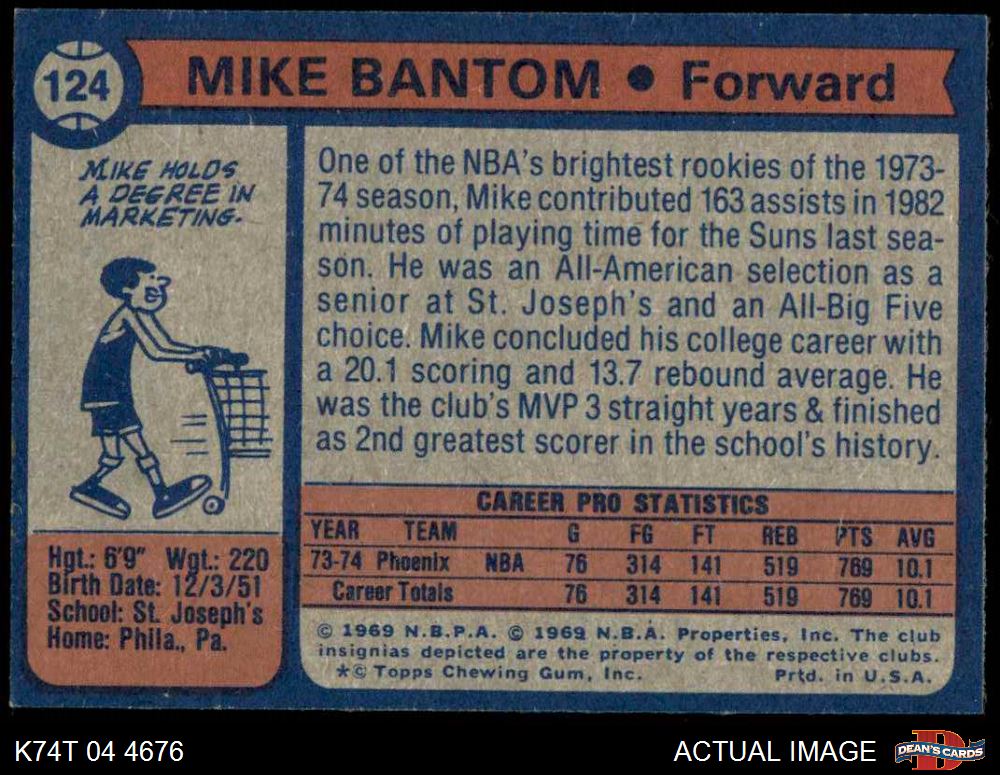 124
MIKE BANTOM • Forward
MIKE HOLDS
A DEGREE IN
MARKETING.
One of the NBA's brightest rookies of the 1973-
74 season, Mike contributed 163 assists in 1982
minutes of playing time for the Suns last sea-
son. He was an All-American selection as a
senior at St. Joseph's and an All-Big Five
choice. Mike concluded his college career with
a 20.1 scoring and 13.7 rebound average. He
was the club's MVP 3 straight years & finished
as 2nd greatest scorer in the school's history.
Hgt.: 6'9" Wgt.: 220
Birth Date: 12/3/51
School: St. Joseph's
Home: Phila., Pa.
CAREER PRO STATISTICS
YEAR TEAM G FG FT REB PTS AVG
73-74 Phoenix NBA 76 314 141 519 769 10.1
Career Totals 76 314 141 519 769 10.1
© 1969 N.B.P.A. © 1969 N.B.A. Properties, Inc. The club
insignias depicted are the property of the respective clubs.
*© Topps Chewing Gum, Inc. Prtd. in U.S.A.
K74T 04 4676 ACTUAL IMAGE
B
DEAN'S CARDS